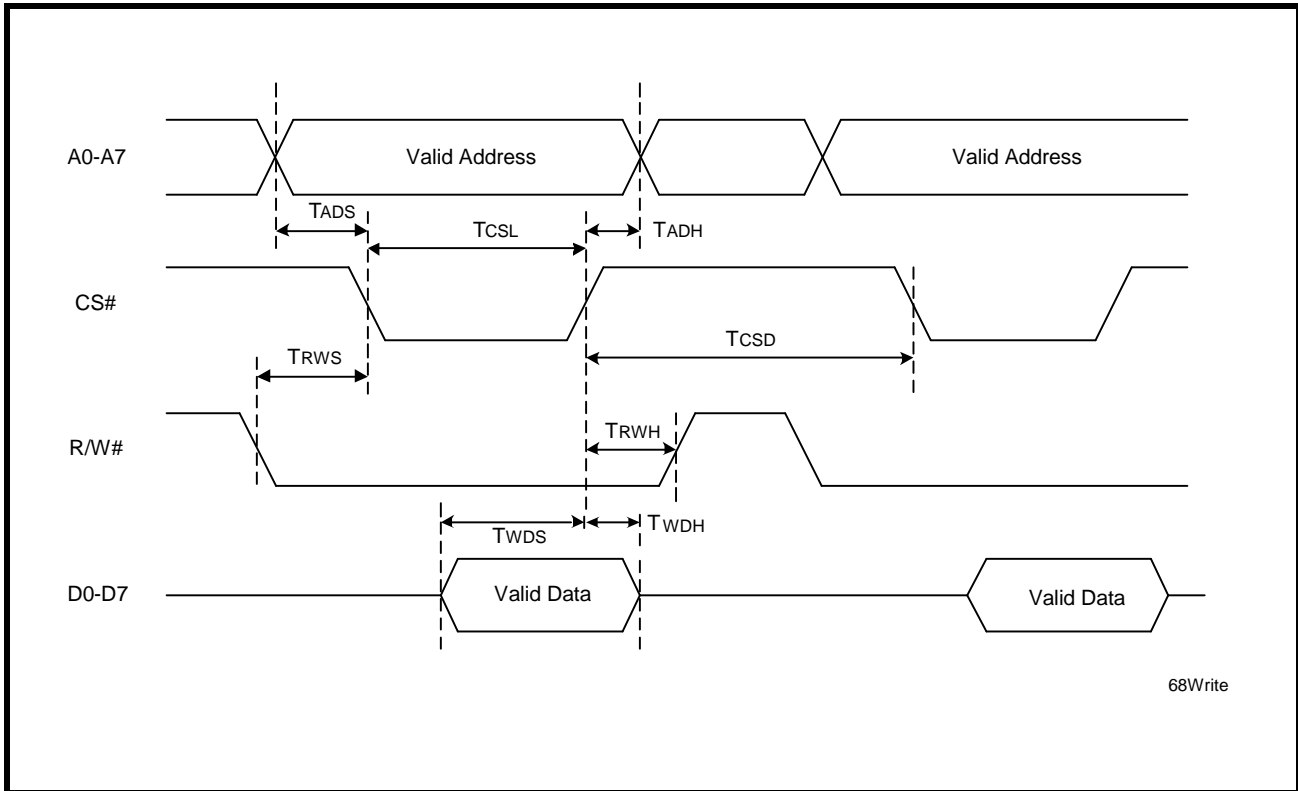 A0-A7
Valid Address
Valid Address
TADS
TCSL
TADH
CS#
TCSD
TRWS
R/W#
TRWH
TWDS
TWDH
D0-D7
Valid Data
Valid Data
68Write